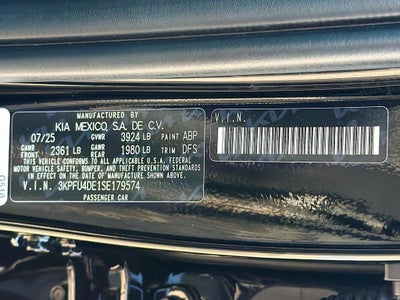 MANUFACTURED BY
KIA MEXICO, S.A. DE C.V.
07/25 GVWR 3924 LB PAINT ABP
GAWR FRONT 2361 LB GAWR REAR 1980 LB TRIM DFS
THIS VEHICLE CONFORMS TO ALL APPLICABLE U.S. FEDERAL
MOTOR VEHICLE SAFETY, BUMPER, AND THEFT PREVENTION STANDARDS
IN EFFECT ON THE DATE OF MANUFACTURE SHOWN ABOVE.
V.I.N. 3KPFU4DE1SE179574
PASSENGER CAR
V.I.N.
G510